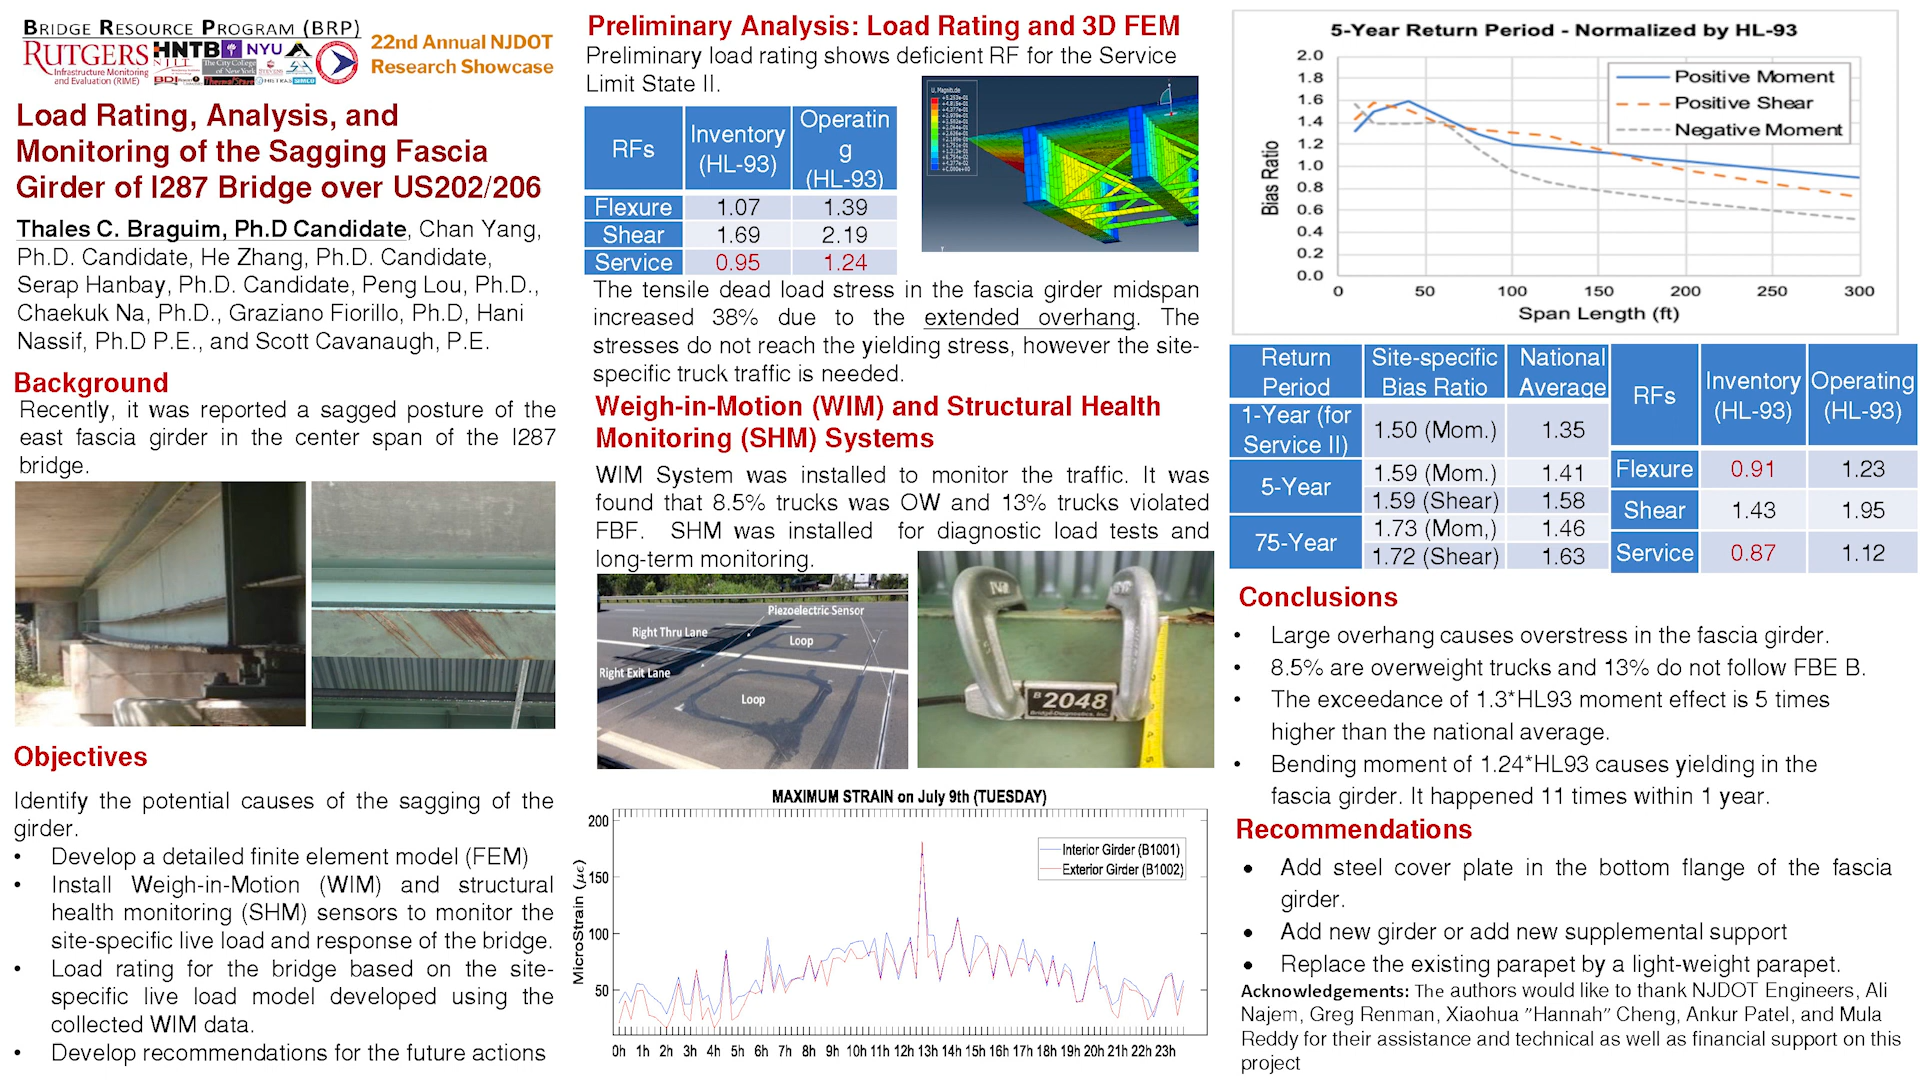 BRIDGE RESOURCE PROGRAM (BRP)
RUTGERS
Infrastructure Monitoring
and Evaluation (RIME)
HNTB
NYU
The City College
of New York
22nd Annual NJDOT
Research Showcase
Load Rating, Analysis, and
Monitoring of the Sagging Fascia
Girder of I287 Bridge over US202/206
Thales C. Braguim, Ph.D Candidate, Chan Yang,
Ph.D. Candidate, He Zhang, Ph.D. Candidate,
Serap Hanbay, Ph.D. Candidate, Peng Lou, Ph.D.,
Chaekuk Na, Ph.D., Graziano Fiorillo, Ph.D, Hani
Nassif, Ph.D P.E., and Scott Cavanaugh, P.E.
Background
Recently, it was reported a sagged posture of the
east fascia girder in the center span of the I287
bridge.
Objectives
Identify the potential causes of the sagging of the
girder.
• Develop a detailed finite element model (FEM)
• Install Weigh-in-Motion (WIM) and structural
health monitoring (SHM) sensors to monitor the
site-specific live load and response of the bridge.
• Load rating for the bridge based on the site-
specific live load model developed using the
collected WIM data.
• Develop recommendations for the future actions
Preliminary Analysis: Load Rating and 3D FEM
Preliminary load rating shows deficient RF for the Service
Limit State II.
RFs Inventory (HL-93) Operatin
g
(HL-93)
Flexure 1.07 1.39
Shear 1.69 2.19
Service 0.95 1.24
U, Magnitude
The tensile dead load stress in the fascia girder midspan
increased 38% due to the extended overhang. The
stresses do not reach the yielding stress, however the site-
specific truck traffic is needed.
Weigh-in-Motion (WIM) and Structural Health
Monitoring (SHM) Systems
WIM System was installed to monitor the traffic. It was
found that 8.5% trucks was OW and 13% trucks violated
FBF. SHM was installed for diagnostic load tests and
long-term monitoring.
Piezoelectric Sensor
Right Thru Lane
Loop
Right Exit Lane
Loop
B 2048
Bridge Diagnostics, Inc.
MAXIMUM STRAIN on July 9th (TUESDAY)
MicroStrain (με)
200
150
100
50
Interior Girder (B1001)
Exterior Girder (B1002)
0h 1h 2h 3h 4h 5h 6h 7h 8h 9h 10h 11h 12h 13h 14h 15h 16h 17h 18h 19h 20h 21h 22h 23h
5-Year Return Period - Normalized by HL-93
Bias Ratio
2.0
1.8
1.6
1.4
1.2
1.0
0.8
0.6
0.4
0.2
0.0
Positive Moment
Positive Shear
Negative Moment
0 50 100 150 200 250 300
Span Length (ft)
Return Period Site-specific Bias Ratio National Average
1-Year (for Service II) 1.50 (Mom.) 1.35
5-Year 1.59 (Mom.) 1.41
1.59 (Shear) 1.58
75-Year 1.73 (Mom,) 1.46
1.72 (Shear) 1.63
RFs Inventory (HL-93) Operating (HL-93)
Flexure 0.91 1.23
Shear 1.43 1.95
Service 0.87 1.12
Conclusions
• Large overhang causes overstress in the fascia girder.
• 8.5% are overweight trucks and 13% do not follow FBE B.
• The exceedance of 1.3*HL93 moment effect is 5 times
higher than the national average.
• Bending moment of 1.24*HL93 causes yielding in the
fascia girder. It happened 11 times within 1 year.
Recommendations
• Add steel cover plate in the bottom flange of the fascia
girder.
• Add new girder or add new supplemental support
• Replace the existing parapet by a light-weight parapet.
Acknowledgements: The authors would like to thank NJDOT Engineers, Ali
Najem, Greg Renman, Xiaohua "Hannah" Cheng, Ankur Patel, and Mula
Reddy for their assistance and technical as well as financial support on this
project